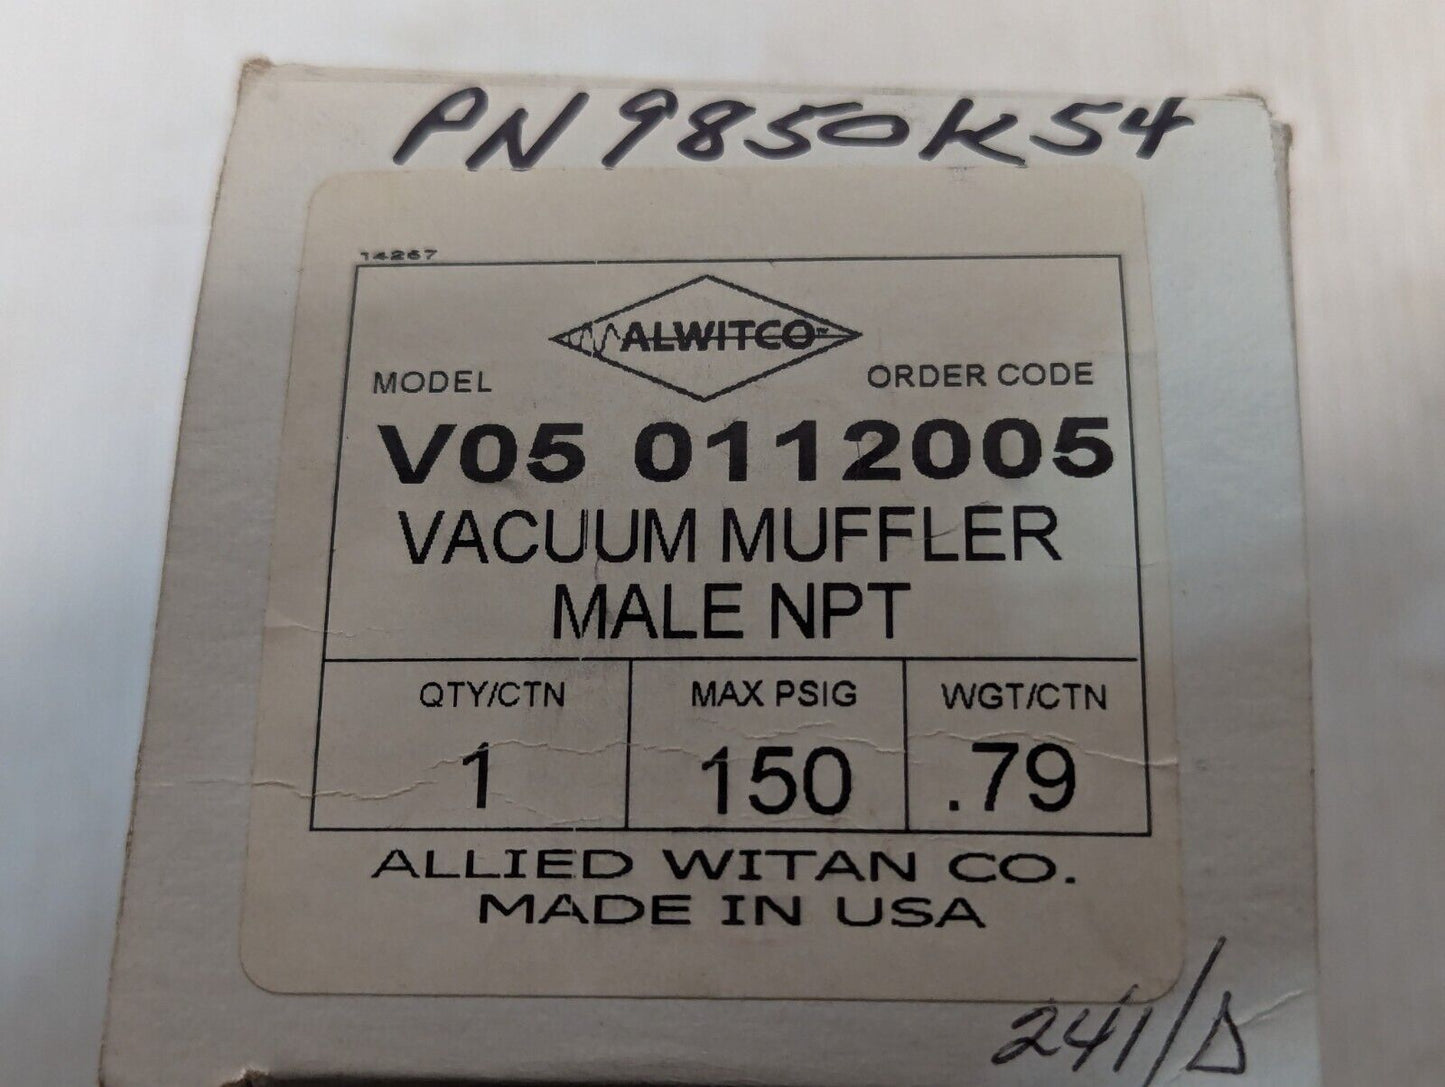 PN 9850K54
14267
ALWITCO™
MODEL ORDER CODE
V05 0112005
VACUUM MUFFLER
MALE NPT
QTY/CTN MAX PSIG WGT/CTN
1 150 .79
ALLIED WITAN CO.
MADE IN USA
241/D